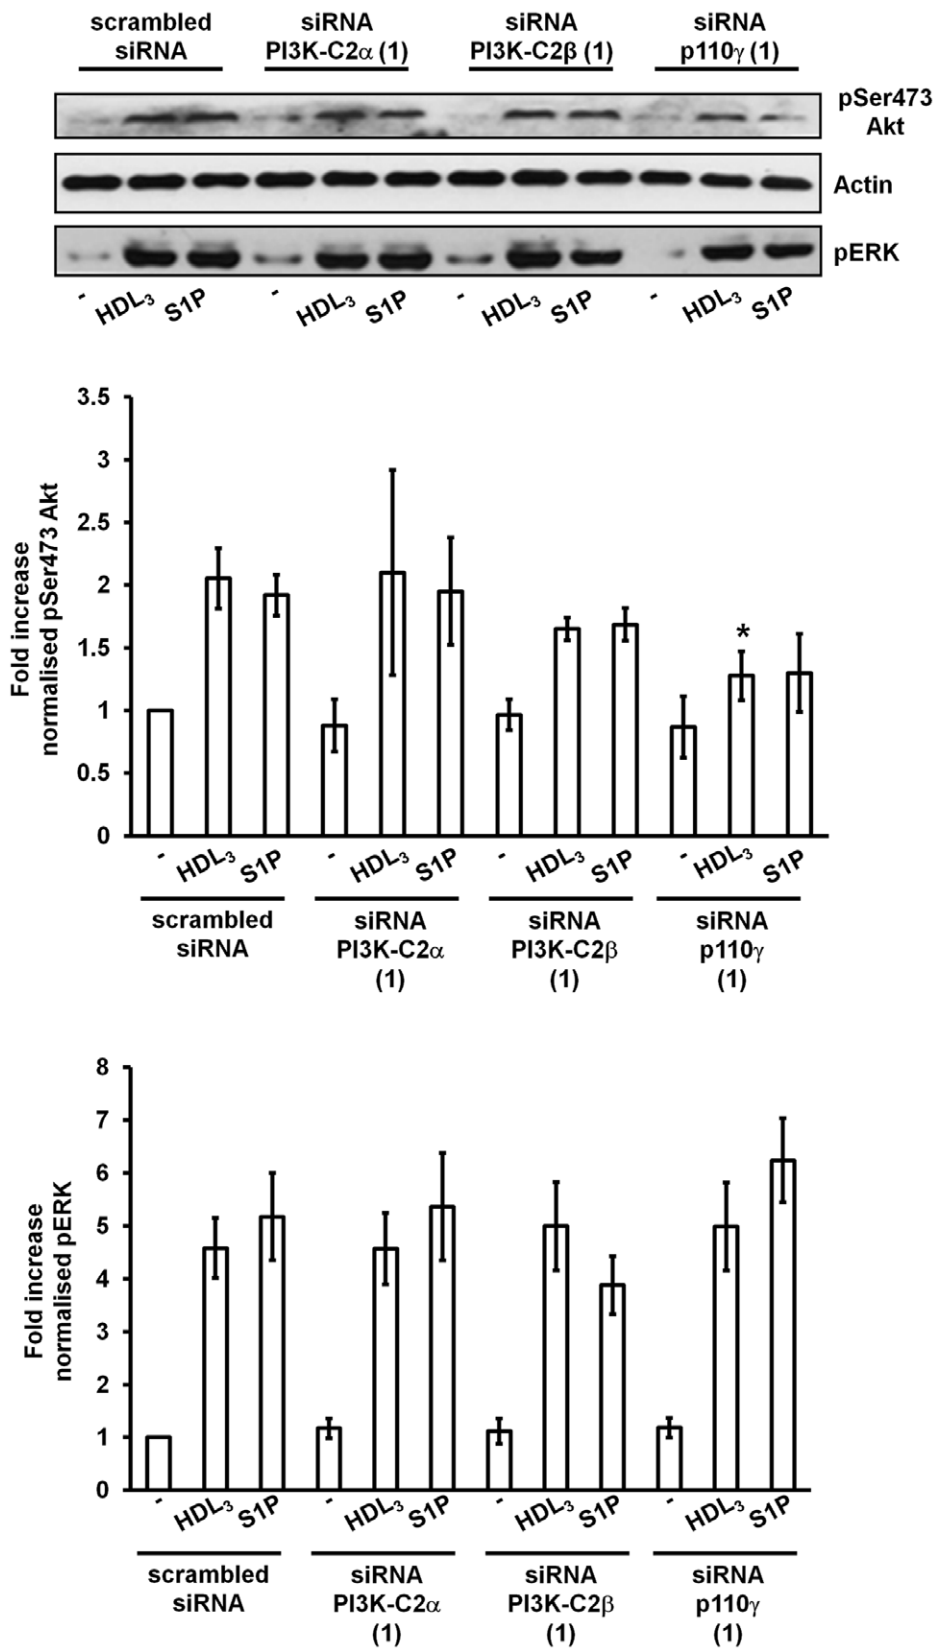 scrambled
siRNA
siRNA
PI3K-C2α (1)
siRNA
PI3K-C2β (1)
siRNA
p110γ (1)
pSer473
Akt
Actin
pERK
- HDL₃ S1P - HDL₃ S1P - HDL₃ S1P - HDL₃ S1P
Fold increase
normalised pSer473 Akt
3.5
3
2.5
2
1.5
1
0.5
0
*
- HDL₃ S1P - HDL₃ S1P - HDL₃ S1P - HDL₃ S1P
scrambled
siRNA
siRNA
PI3K-C2α
(1)
siRNA
PI3K-C2β
(1)
siRNA
p110γ
(1)
Fold increase
normalised pERK
8
7
6
5
4
3
2
1
0
- HDL₃ S1P - HDL₃ S1P - HDL₃ S1P - HDL₃ S1P
scrambled
siRNA
siRNA
PI3K-C2α
(1)
siRNA
PI3K-C2β
(1)
siRNA
p110γ
(1)